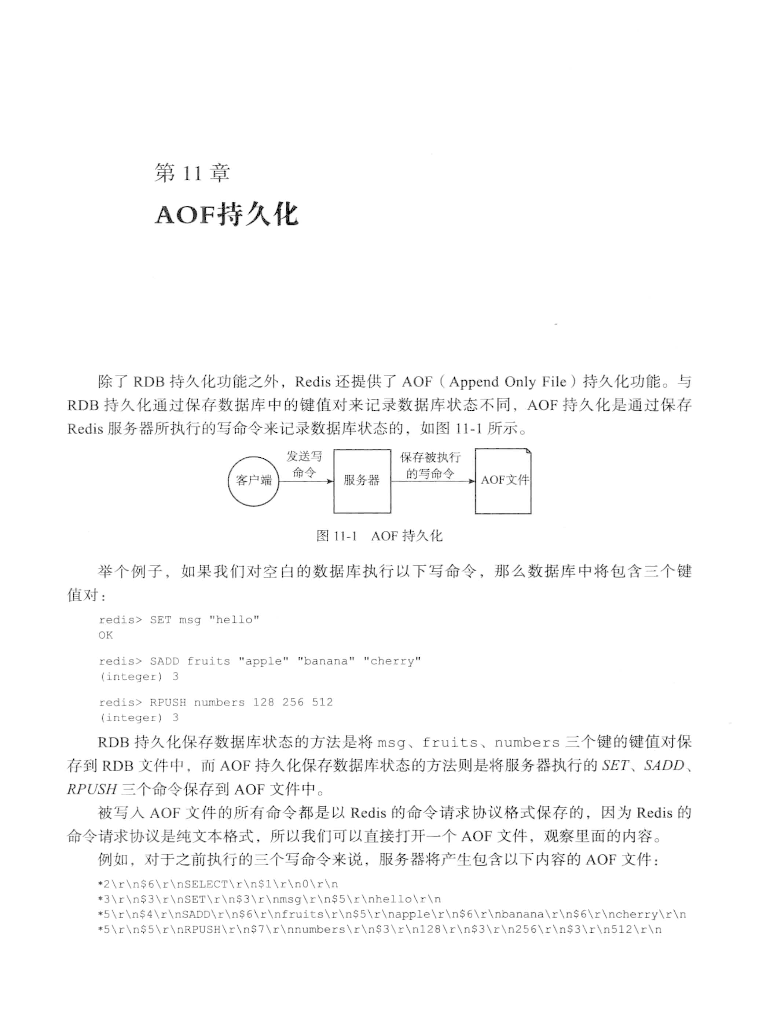 第 11 章
AOF持久化
除了 RDB 持久化功能之外，Redis 还提供了 AOF（Append Only File）持久化功能。与
RDB 持久化通过保存数据库中的键值对来记录数据库状态不同，AOF 持久化是通过保存
Redis 服务器所执行的写命令来记录数据库状态的，如图 11-1 所示。
客户端
发送写
命令
服务器
保存被执行
的写命令
AOF文件
图 11-1 AOF 持久化
举个例子，如果我们对空白的数据库执行以下写命令，那么数据库中将包含三个键
值对：
redis> SET msg "hello"
OK
redis> SADD fruits "apple" "banana" "cherry"
(integer) 3
redis> RPUSH numbers 128 256 512
(integer) 3
RDB 持久化保存数据库状态的方法是将 msg、fruits、numbers 三个键的键值对保
存到 RDB 文件中，而 AOF 持久化保存数据库状态的方法则是将服务器执行的 SET、SADD、
RPUSH 三个命令保存到 AOF 文件中。
被写入 AOF 文件的所有命令都是以 Redis 的命令请求协议格式保存的，因为 Redis 的
命令请求协议是纯文本格式，所以我们可以直接打开一个 AOF 文件，观察里面的内容。
例如，对于之前执行的三个写命令来说，服务器将产生包含以下内容的 AOF 文件：
*2\r\n$6\r\nSELECT\r\n$1\r\n0\r\n
*3\r\n$3\r\nSET\r\n$3\r\nmsg\r\n$5\r\nhello\r\n
*5\r\n$4\r\nSADD\r\n$6\r\nfruits\r\n$5\r\napple\r\n$6\r\nbanana\r\n$6\r\ncherry\r\n
*5\r\n$5\r\nRPUSH\r\n$7\r\nnumbers\r\n$3\r\n128\r\n$3\r\n256\r\n$3\r\n512\r\n